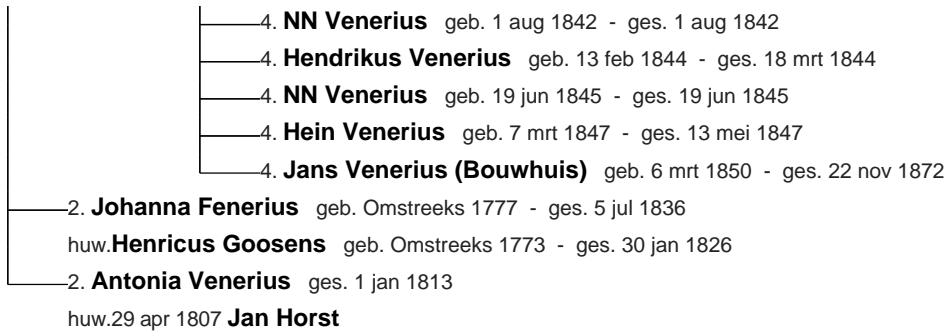 4. NN Venerius geb. 1 aug 1842 - ges. 1 aug 1842
4. Hendrikus Venerius geb. 13 feb 1844 - ges. 18 mrt 1844
4. NN Venerius geb. 19 jun 1845 - ges. 19 jun 1845
4. Hein Venerius geb. 7 mrt 1847 - ges. 13 mei 1847
4. Jans Venerius (Bouwhuis) geb. 6 mrt 1850 - ges. 22 nov 1872
2. Johanna Fenerius geb. Omstreeks 1777 - ges. 5 jul 1836
huw.Henricus Goosens geb. Omstreeks 1773 - ges. 30 jan 1826
2. Antonia Venerius ges. 1 jan 1813
huw.29 apr 1807 Jan Horst